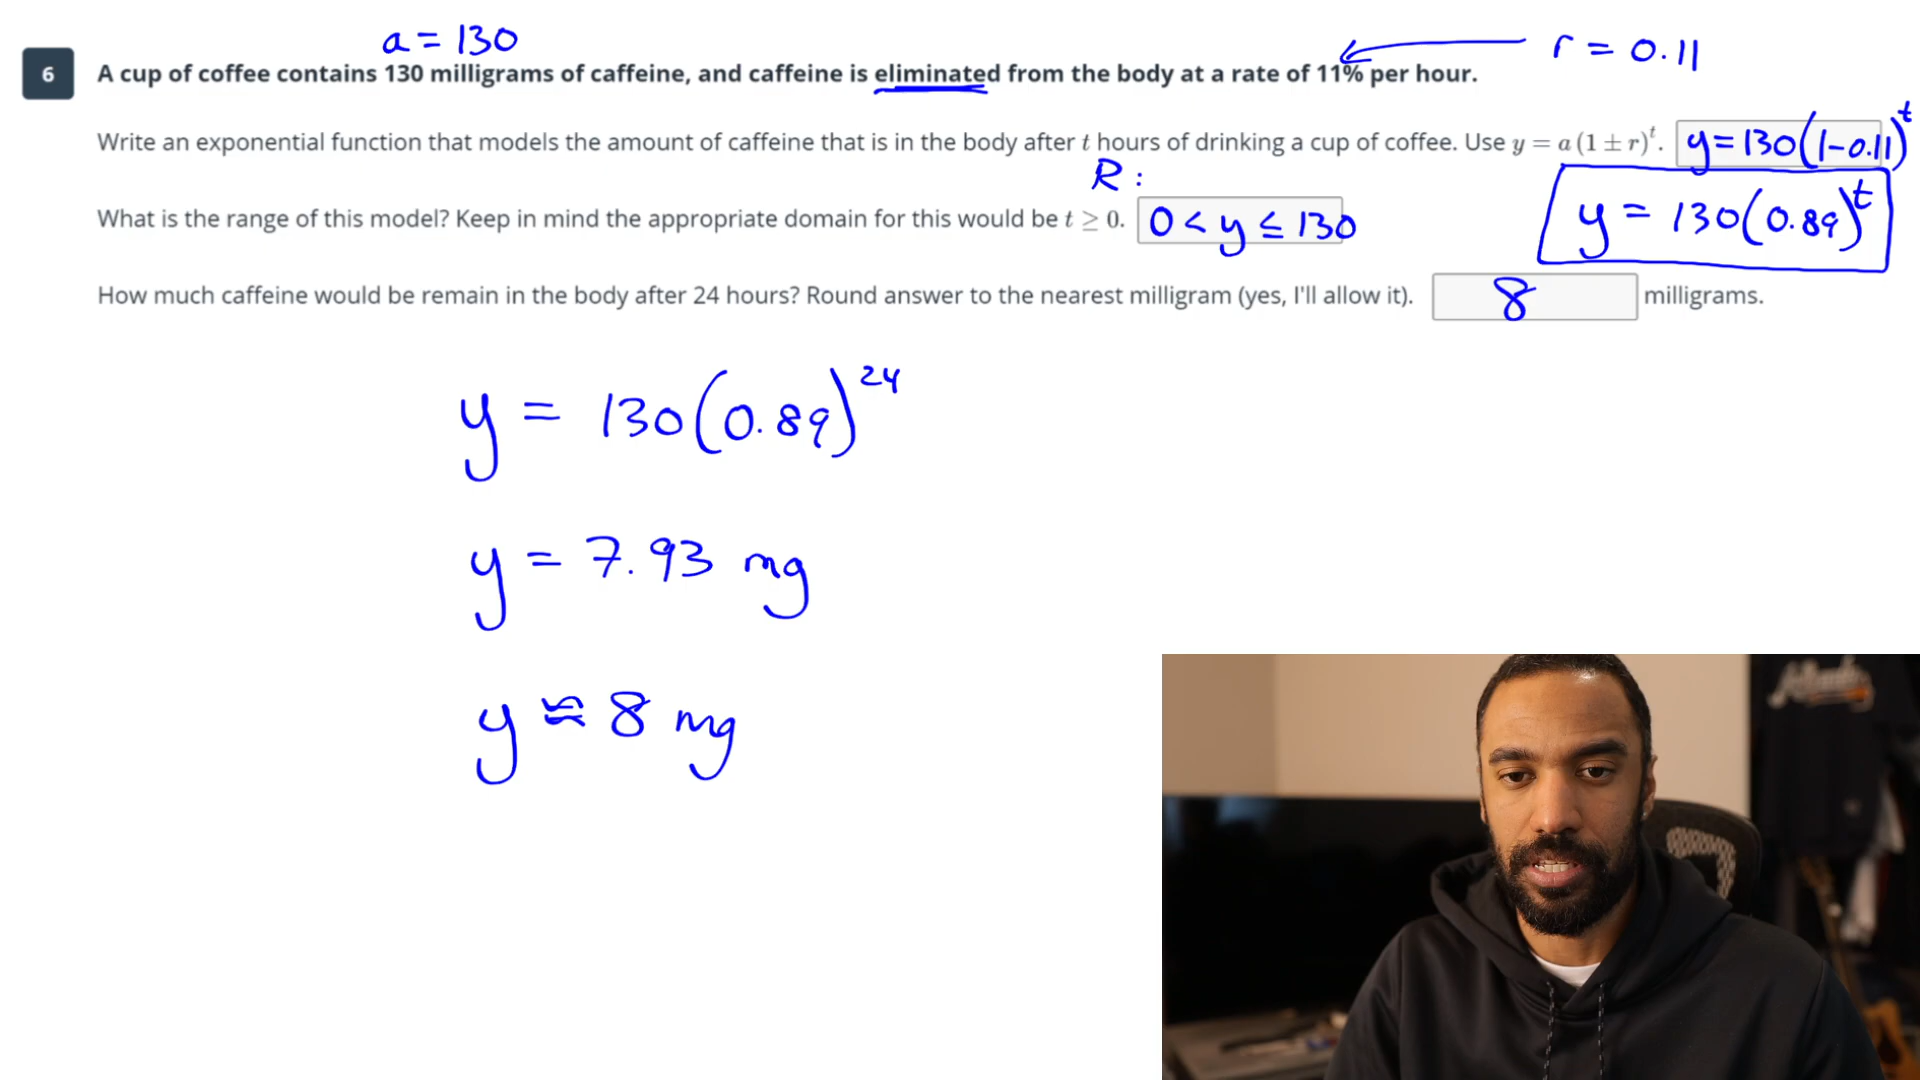 a = 130
r = 0.11
6 A cup of coffee contains 130 milligrams of caffeine, and caffeine is eliminated from the body at a rate of 11% per hour.
Write an exponential function that models the amount of caffeine that is in the body after t hours of drinking a cup of coffee. Use y = a (1 ± r)^t. y = 130(1-0.11)^t
y = 130(0.89)^t
R:
What is the range of this model? Keep in mind the appropriate domain for this would be t ≥ 0. 0 < y ≤ 130
How much caffeine would be remain in the body after 24 hours? Round answer to the nearest milligram (yes, I'll allow it). 8 milligrams.
y = 130(0.89)^24
y = 7.93 mg
y ≈ 8 mg